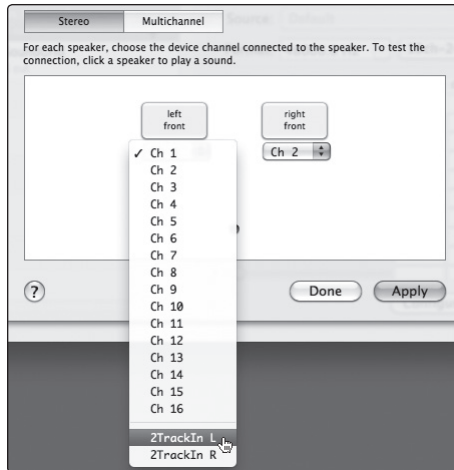 Stereo
Multichannel
For each speaker, choose the device channel connected to the speaker. To test the
connection, click a speaker to play a sound.
left
front
right
front
✓ Ch 1
Ch 2
Ch 2
Ch 3
Ch 4
Ch 5
Ch 6
Ch 7
Ch 8
Ch 9
Ch 10
Ch 11
Ch 12
Ch 13
Ch 14
Ch 15
Ch 16
2TrackIn L
2TrackIn R
?
Done
Apply